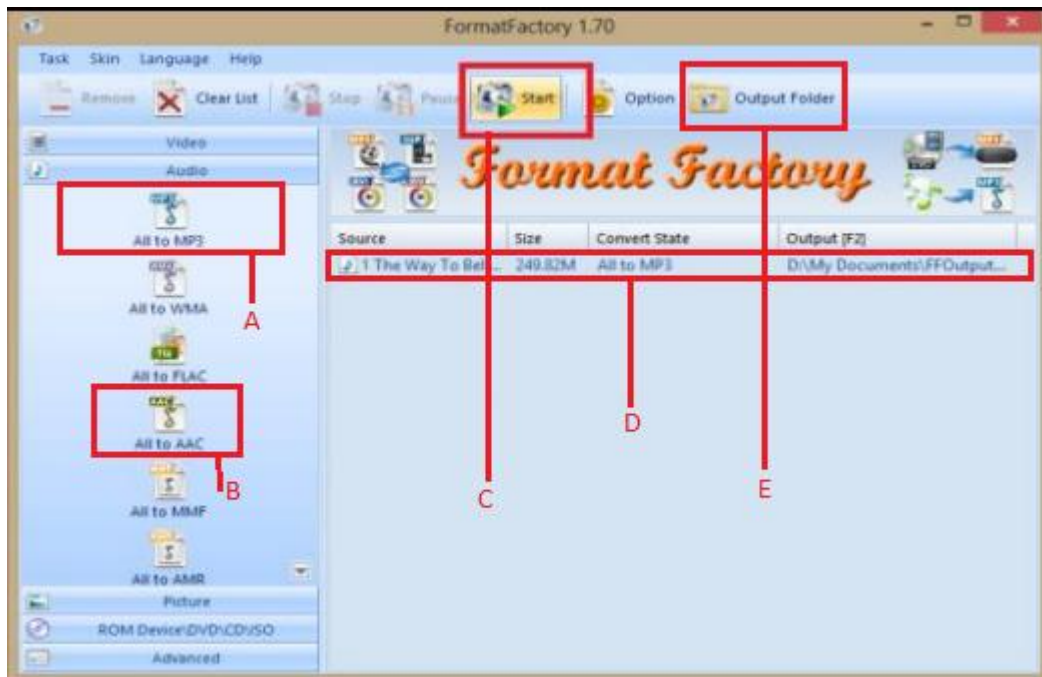 FormatFactory 1.70
Task Skin Language Help
Remove Clear List Stop Pause Start Option Output Folder
Video
Audio
All to MP3
All to WMA
All to FLAC
All to AAC
All to MMF
All to AMR
Picture
ROM Device\DVD\CD\ISO
Advanced
Format Factory
Source Size Convert State Output [F2]
1 The Way To Bel... 249.82M All to MP3 D:\My Documents\FFOutput...
A
B
C
D
E